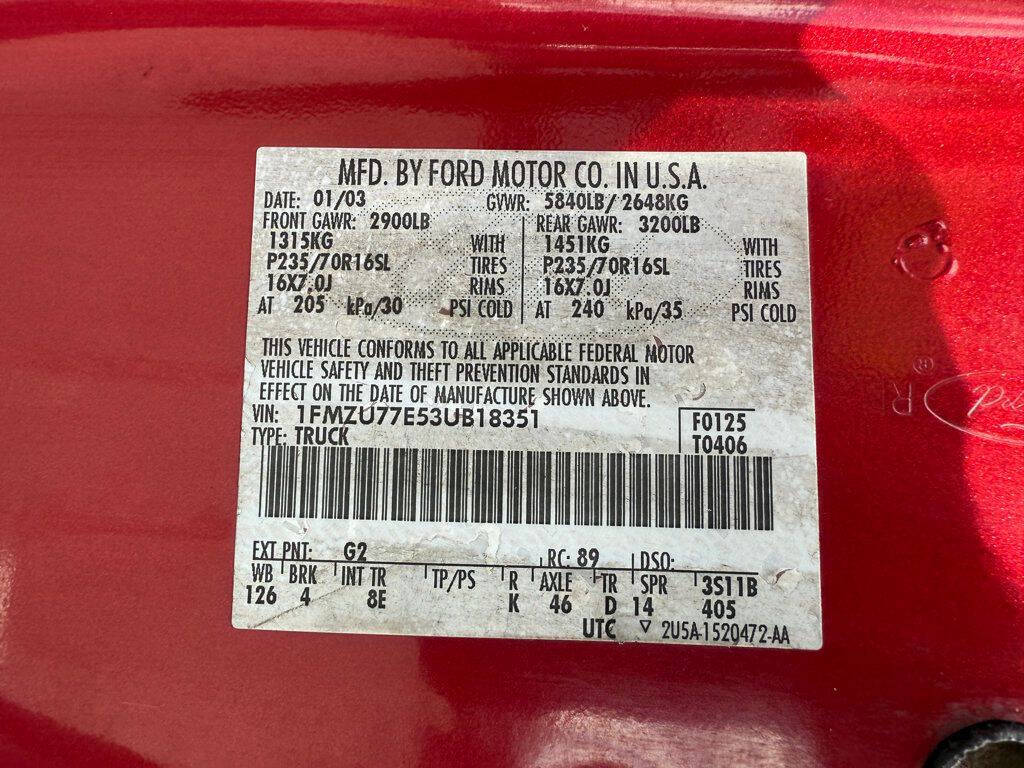 MFD. BY FORD MOTOR CO. IN U.S.A.
DATE: 01/03 GVWR: 5840LB/ 2648KG
FRONT GAWR: 2900LB REAR GAWR: 3200LB
1315KG WITH 1451KG WITH
P235/70R16SL TIRES P235/70R16SL TIRES
16X7.0J RIMS 16X7.0J RIMS
AT 205 kPa/30 PSI COLD AT 240 kPa/35 PSI COLD
THIS VEHICLE CONFORMS TO ALL APPLICABLE FEDERAL MOTOR
VEHICLE SAFETY AND THEFT PREVENTION STANDARDS IN
EFFECT ON THE DATE OF MANUFACTURE SHOWN ABOVE.
VIN: 1FMZU77E53UB18351 F0125
TYPE: TRUCK T0406
EXT PNT: G2 RC: 89 DSO:
WB BRK INT TR TP/PS R AXLE TR SPR 3S11B
126 4 8E K 46 D 14 405
UTC ▽ 2U5A-1520472-AA